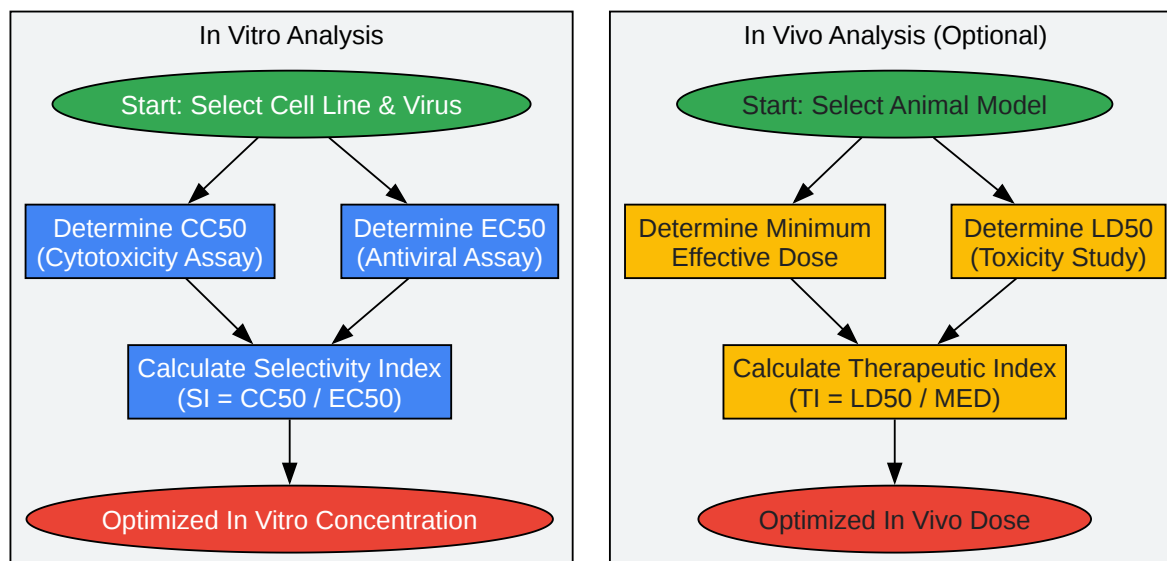 In Vitro Analysis
Start: Select Cell Line & Virus
Determine CC50
(Cytotoxicity Assay)
Determine EC50
(Antiviral Assay)
Calculate Selectivity Index
(SI = CC50 / EC50)
Optimized In Vitro Concentration
In Vivo Analysis (Optional)
Start: Select Animal Model
Determine Minimum
Effective Dose
Determine LD50
(Toxicity Study)
Calculate Therapeutic Index
(TI = LD50 / MED)
Optimized In Vivo Dose